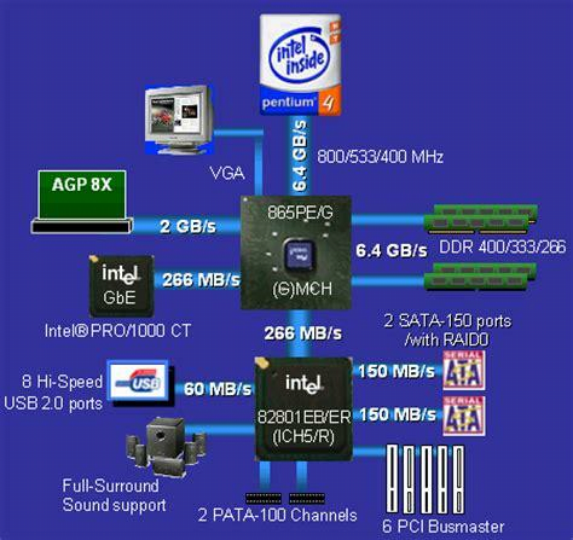 intel
inside
pentium 4
6.4 GB/s
800/533/400 MHz
VGA
AGP 8X
2 GB/s
865PE/G
(G)MCH
6.4 GB/s
DDR 400/333/266
intel
GbE
266 MB/s
Intel®PRO/1000 CT
266 MB/s
2 SATA-150 ports
/with RAID0
8 Hi-Speed
USB 2.0 ports
USB
60 MB/s
intel
82801EB/ER
(ICH5/R)
150 MB/s
SERIAL
ATA
150 MB/s
SERIAL
ATA
Full-Surround
Sound support
2 PATA-100 Channels
6 PCI Busmaster